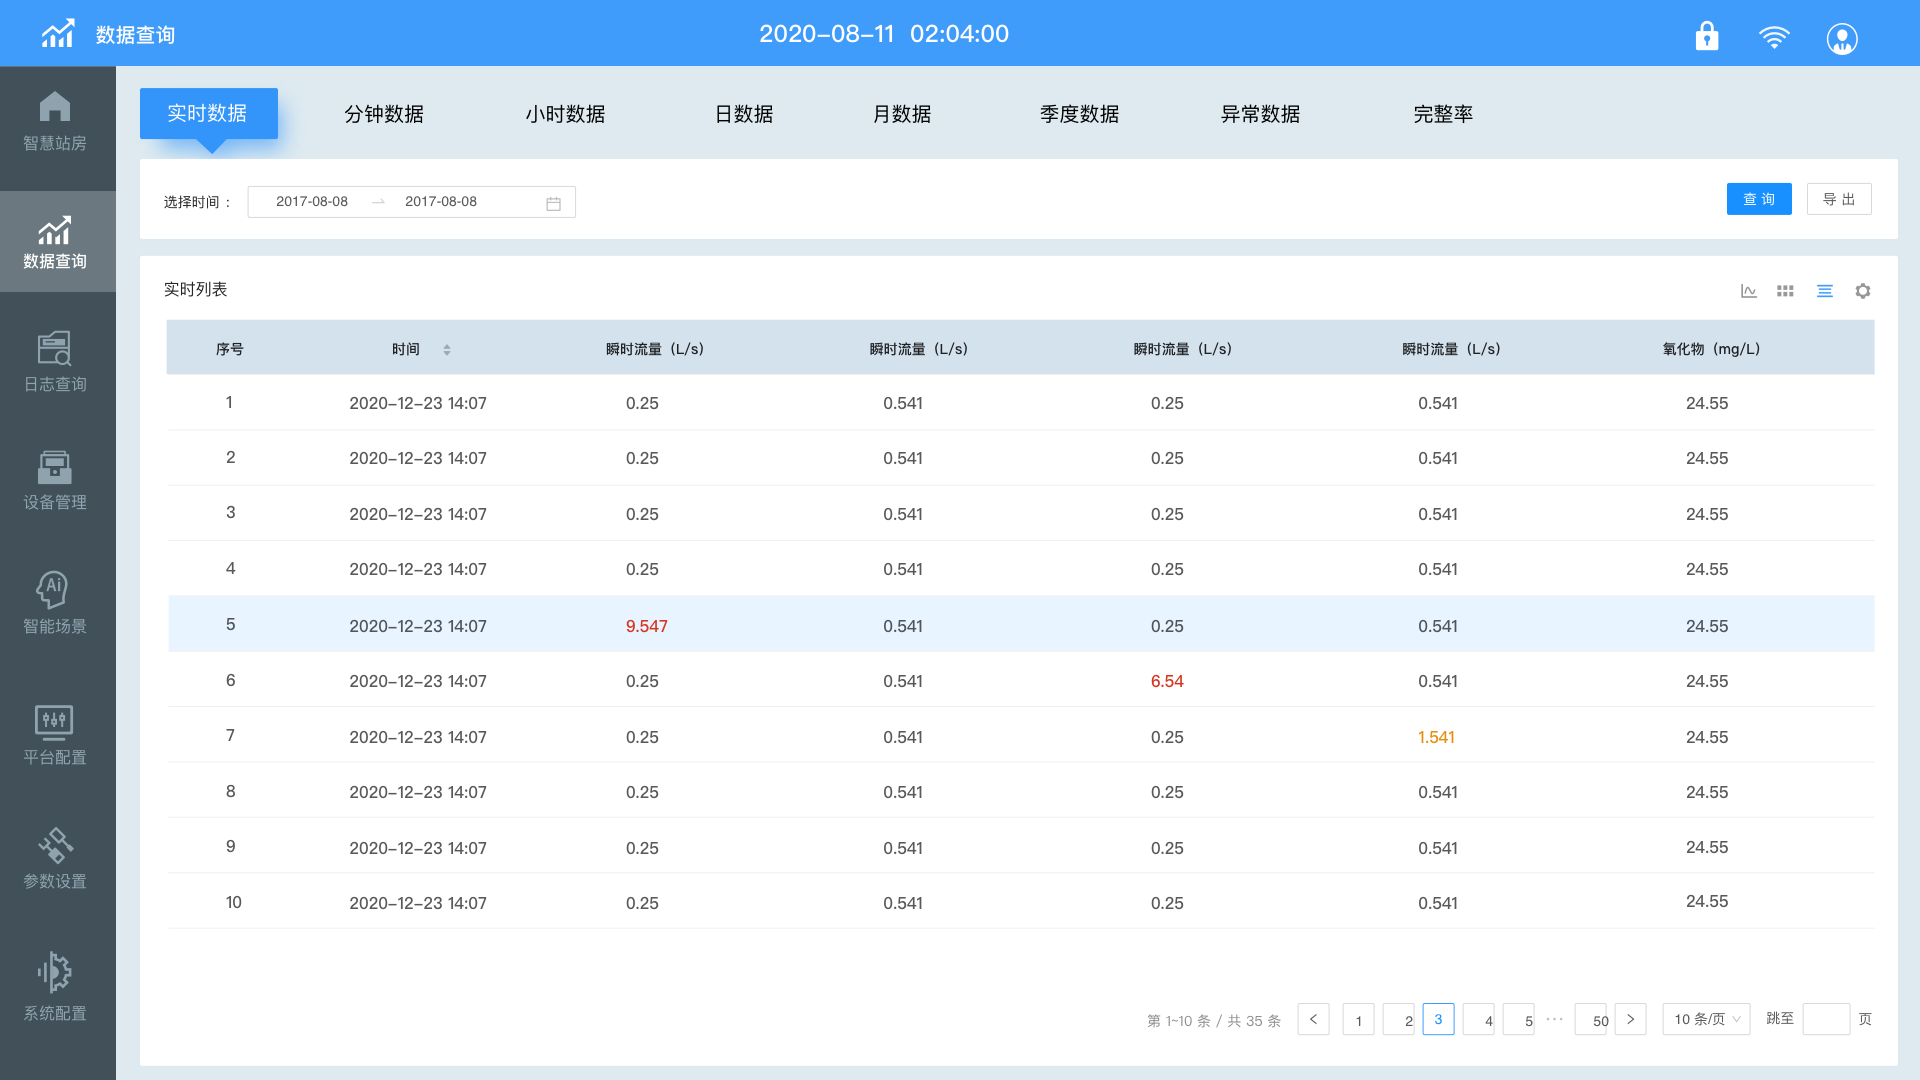 数据查询 2020-08-11 02:04:00
智慧站房
数据查询
日志查询
设备管理
Ai
智能场景
平台配置
参数设置
系统配置
实时数据 分钟数据 小时数据 日数据 月数据 季度数据 异常数据 完整率
选择时间： 2017-08-08 → 2017-08-08 查 询 导 出
实时列表
序号 时间 瞬时流量（L/s） 瞬时流量（L/s） 瞬时流量（L/s） 瞬时流量（L/s） 氧化物（mg/L）
1 2020-12-23 14:07 0.25 0.541 0.25 0.541 24.55
2 2020-12-23 14:07 0.25 0.541 0.25 0.541 24.55
3 2020-12-23 14:07 0.25 0.541 0.25 0.541 24.55
4 2020-12-23 14:07 0.25 0.541 0.25 0.541 24.55
5 2020-12-23 14:07 9.547 0.541 0.25 0.541 24.55
6 2020-12-23 14:07 0.25 0.541 6.54 0.541 24.55
7 2020-12-23 14:07 0.25 0.541 0.25 1.541 24.55
8 2020-12-23 14:07 0.25 0.541 0.25 0.541 24.55
9 2020-12-23 14:07 0.25 0.541 0.25 0.541 24.55
10 2020-12-23 14:07 0.25 0.541 0.25 0.541 24.55
第 1~10 条 / 共 35 条 < 1 2 3 4 5 ··· 50 > 10 条/页 跳至 页